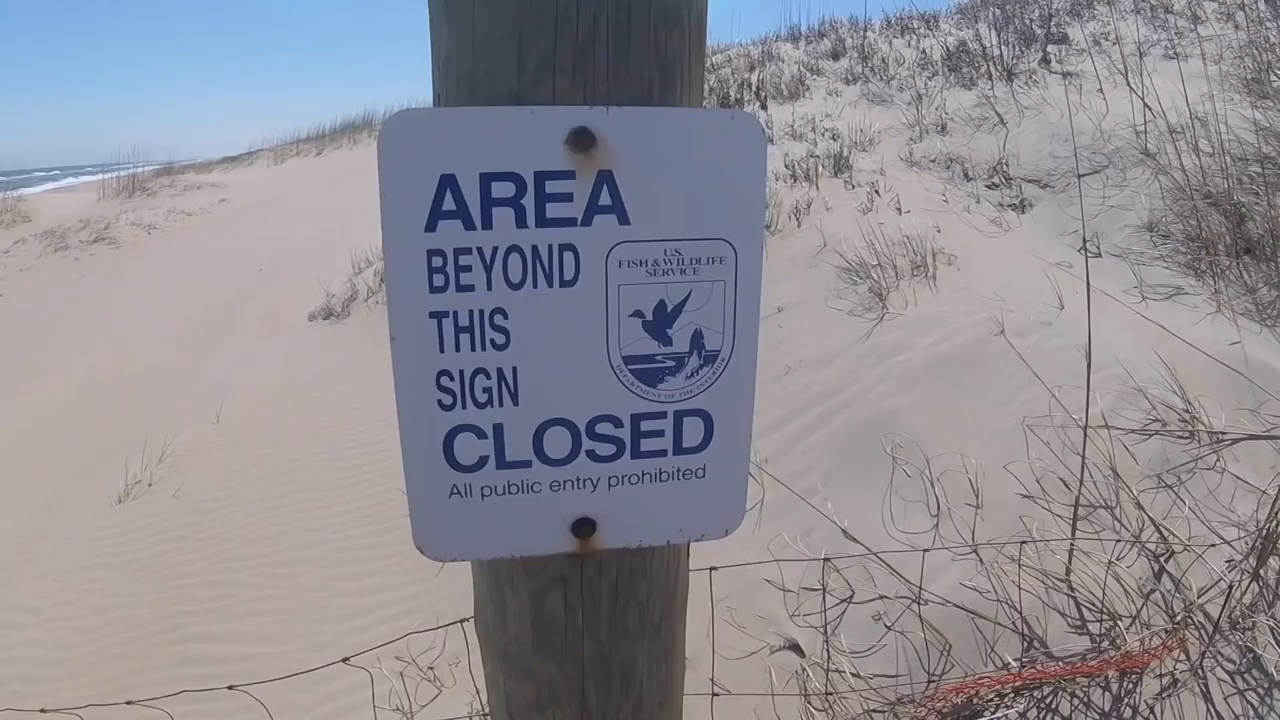 AREA
BEYOND
THIS
SIGN
CLOSED
All public entry prohibited
U.S.
FISH & WILDLIFE
SERVICE
DEPARTMENT OF THE INTERIOR